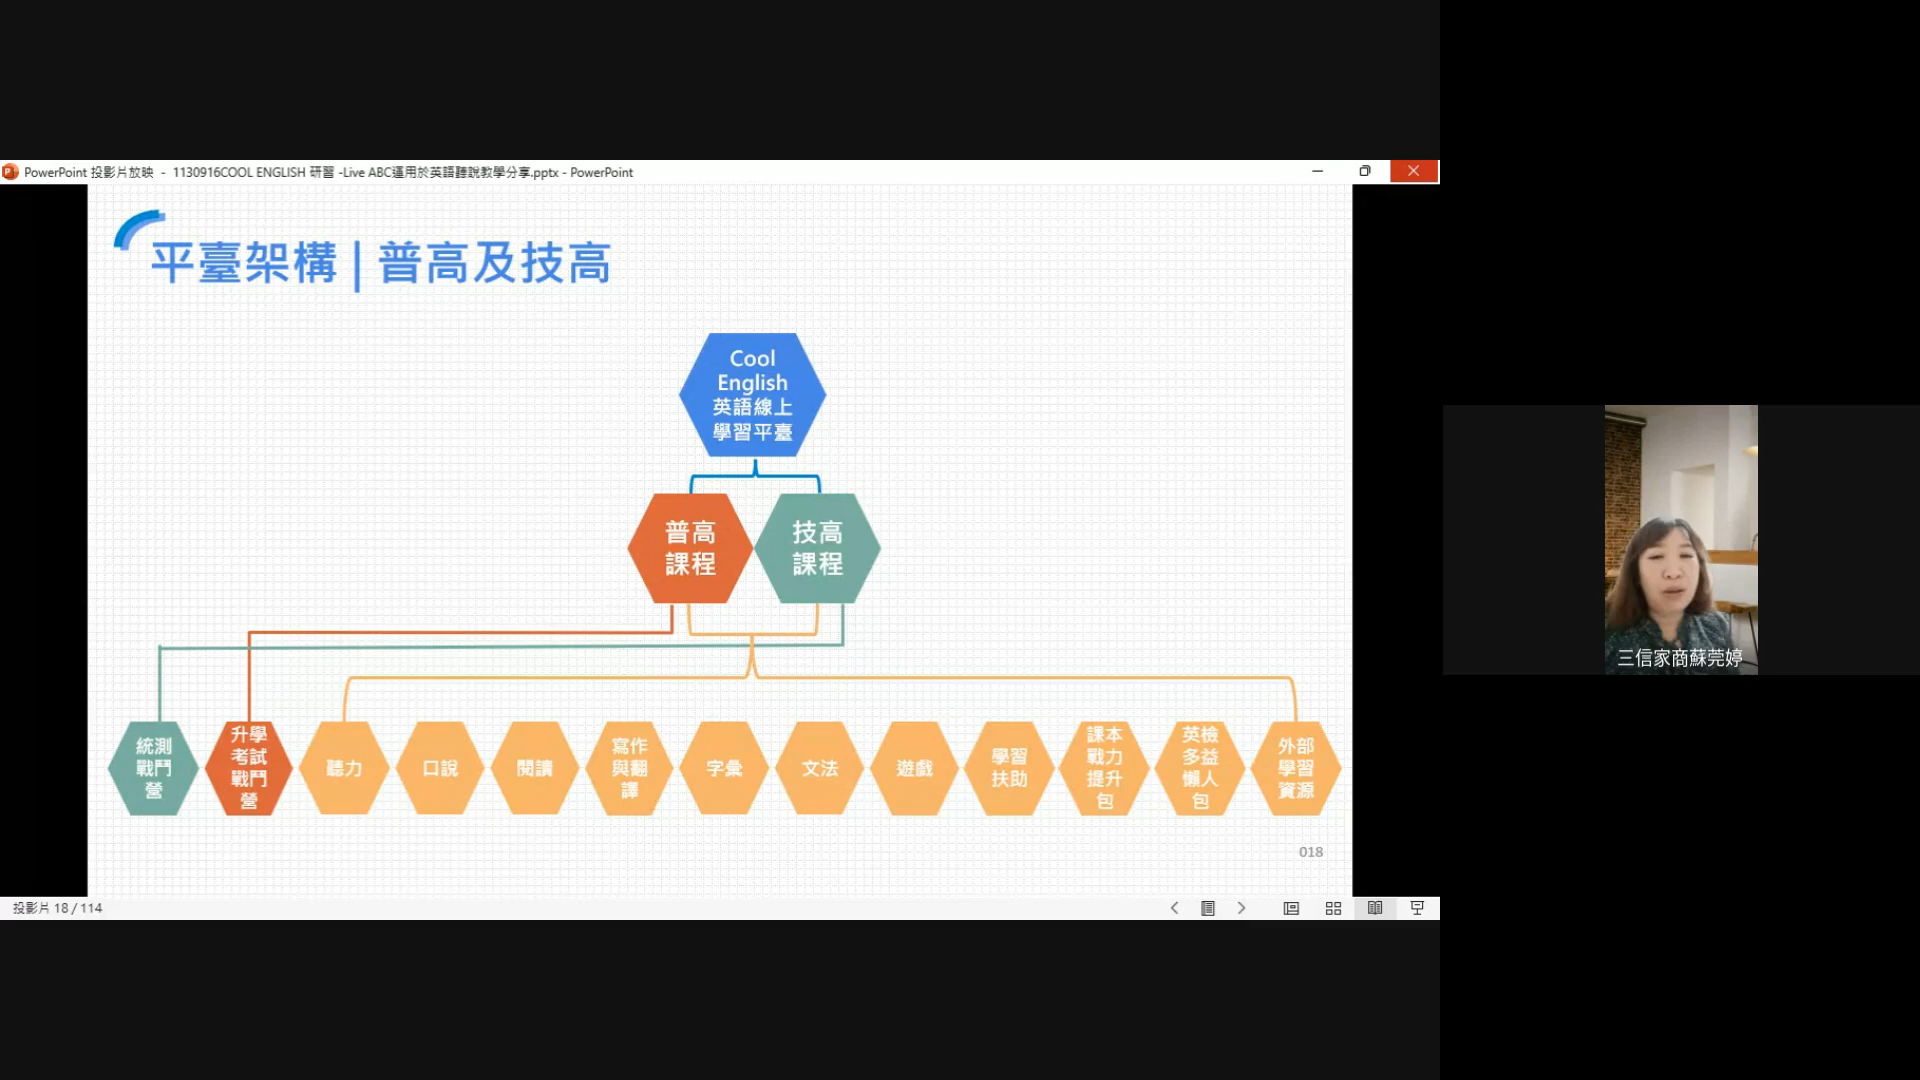 PowerPoint 投影片放映 - 1130916COOL ENGLISH 研習 -Live ABC運用於英語聽說教學分享.pptx - PowerPoint
平臺架構 | 普高及技高
Cool
English
英語線上
學習平臺
普高
課程
技高
課程
統測
戰鬥
營
升學
考試
戰鬥
營
聽力
口說
閱讀
寫作
與翻
譯
字彙
文法
遊戲
學習
扶助
課本
戰力
提升
包
英檢
多益
懶人
包
外部
學習
資源
018
三信家商蘇莞婷
投影片 18 / 114